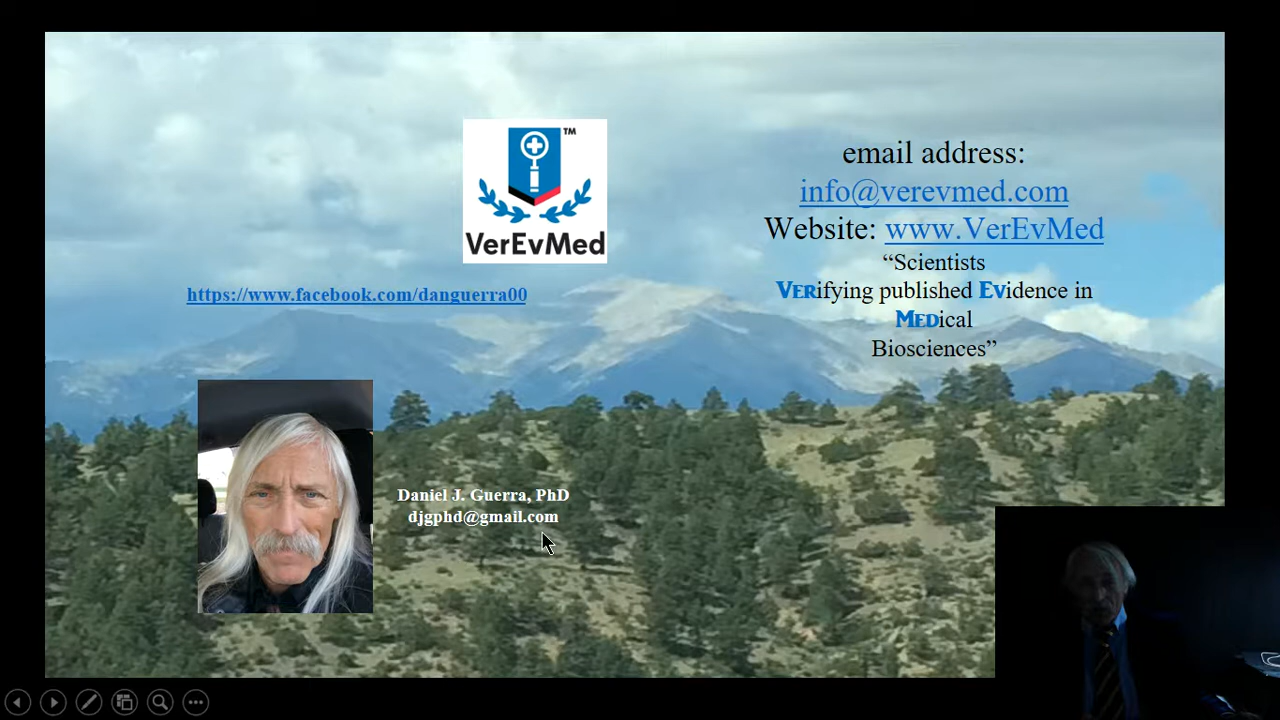 TM
VerEvMed
email address:
info@verevmed.com
Website: www.VerEvMed
“Scientists
VERifying published Evidence in
MEDical
Biosciences”
https://www.facebook.com/danguerra00
Daniel J. Guerra, PhD
djgphd@gmail.com